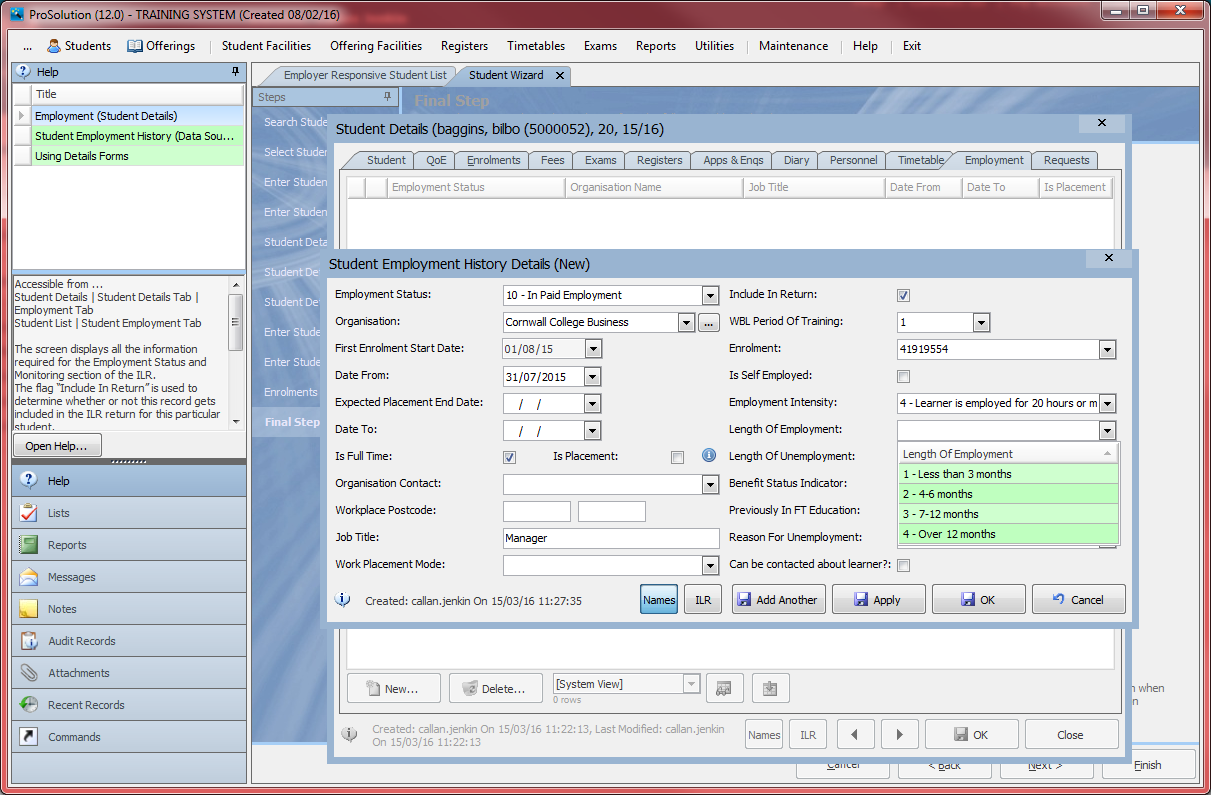 ProSolution (12.0) - TRAINING SYSTEM (Created 08/02/16)
... Students Offerings Student Facilities Offering Facilities Registers Timetables Exams Reports Utilities Maintenance Help Exit
Help
Title
Employment (Student Details)
Student Employment History (Data Sou...
Using Details Forms
Accessible from ...
Student Details | Student Details Tab |
Employment Tab
Student List | Student Employment Tab
The screen displays all the information
required for the Employment Status and
Monitoring section of the ILR.
The flag "Include In Return" is used to
determine whether or not this record gets
included in the ILR return for this particular
student.
Open Help...
Help
Lists
Reports
Messages
Notes
Audit Records
Attachments
Recent Records
Commands
Employer Responsive Student List Student Wizard
Steps
Final Step
Search Stude
Select Studen
Enter Studen
Enter Studen
Student Deta
Student Det
Student Det
Enter Stude
Enter Stude
Enrolments
Final Step
Student Details (baggins, bilbo (5000052), 20, 15/16)
Student QoE Enrolments Fees Exams Registers Apps & Enqs Diary Personnel Timetable Employment Requests
Employment Status Organisation Name Job Title Date From Date To Is Placement
Student Employment History Details (New)
Employment Status: 10 - In Paid Employment Include In Return:
Organisation: Cornwall College Business ... WBL Period Of Training: 1
First Enrolment Start Date: 01/08/15 Enrolment: 41919554
Date From: 31/07/2015 Is Self Employed:
Expected Placement End Date: / / Employment Intensity: 4 - Learner is employed for 20 hours or m
Date To: / / Length Of Employment:
Is Full Time: Is Placement: Length Of Unemployment: Length Of Employment
1 - Less than 3 months
Organisation Contact: Benefit Status Indicator:
2 - 4-6 months
Workplace Postcode: Previously In FT Education: 3 - 7-12 months
Job Title: Manager Reason For Unemployment: 4 - Over 12 months
Work Placement Mode: Can be contacted about learner?:
Created: callan.jenkin On 15/03/16 11:27:35 Names ILR Add Another Apply OK Cancel
New... Delete... [System View]
0 rows
n when
n
Created: callan.jenkin On 15/03/16 11:22:13, Last Modified: callan.jenkin
On 15/03/16 11:22:13
Names ILR OK Close
Cancel < Back Next > Finish